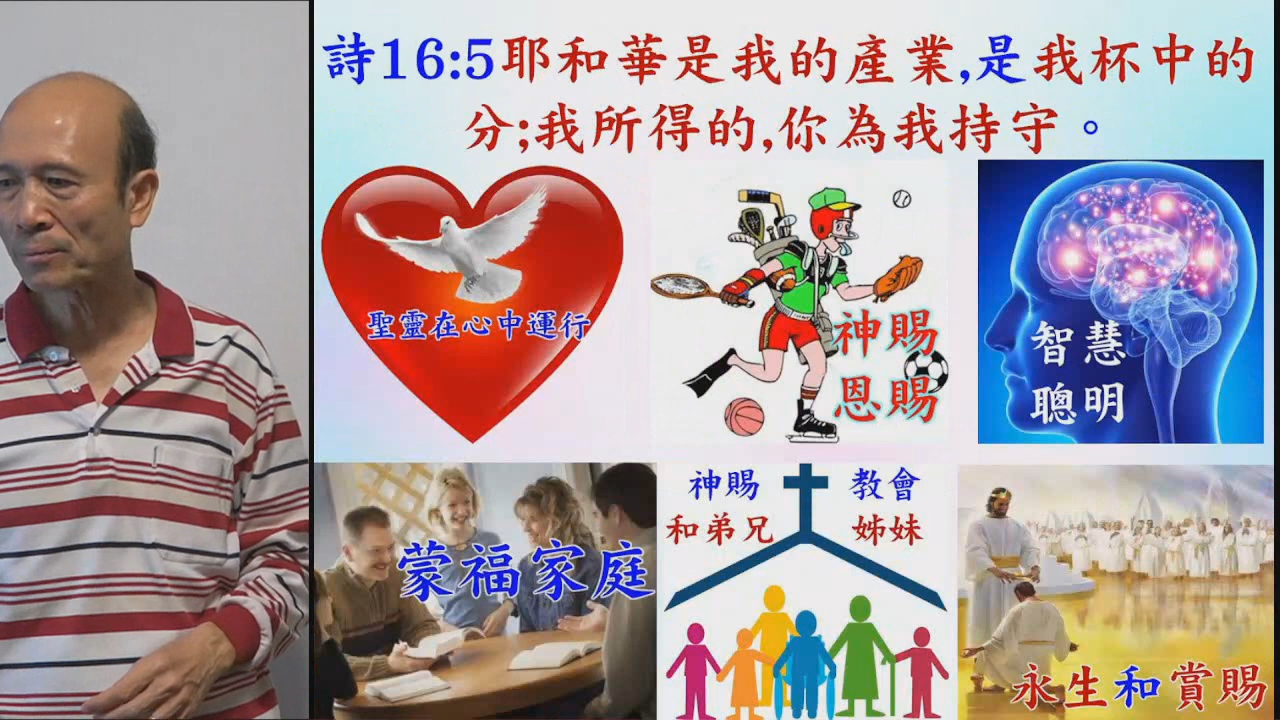 詩16:5耶和華是我的產業,是我杯中的
分;我所得的,你為我持守。
聖靈在心中運行
神賜
恩賜
智慧
聰明
蒙福家庭
神賜 教會
和弟兄 姊妹
永生和賞賜